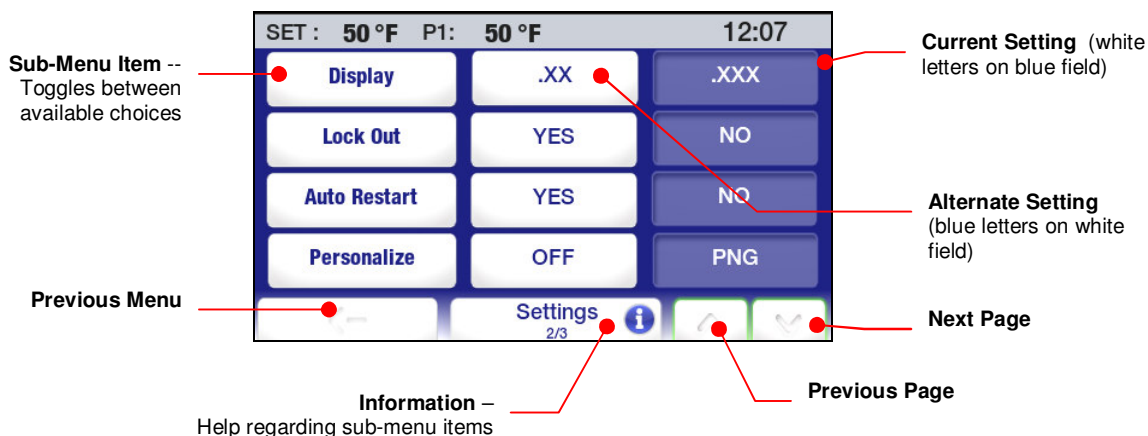 SET : 50 °F P1: 50 °F 12:07
Sub-Menu Item --
Toggles between
available choices
Current Setting (white
letters on blue field)
Display .XX .XXX
Lock Out YES NO
Auto Restart YES NO
Alternate Setting
(blue letters on white
field)
Personalize OFF PNG
Previous Menu
Settings i
2/3
Next Page
Previous Page
Information –
Help regarding sub-menu items